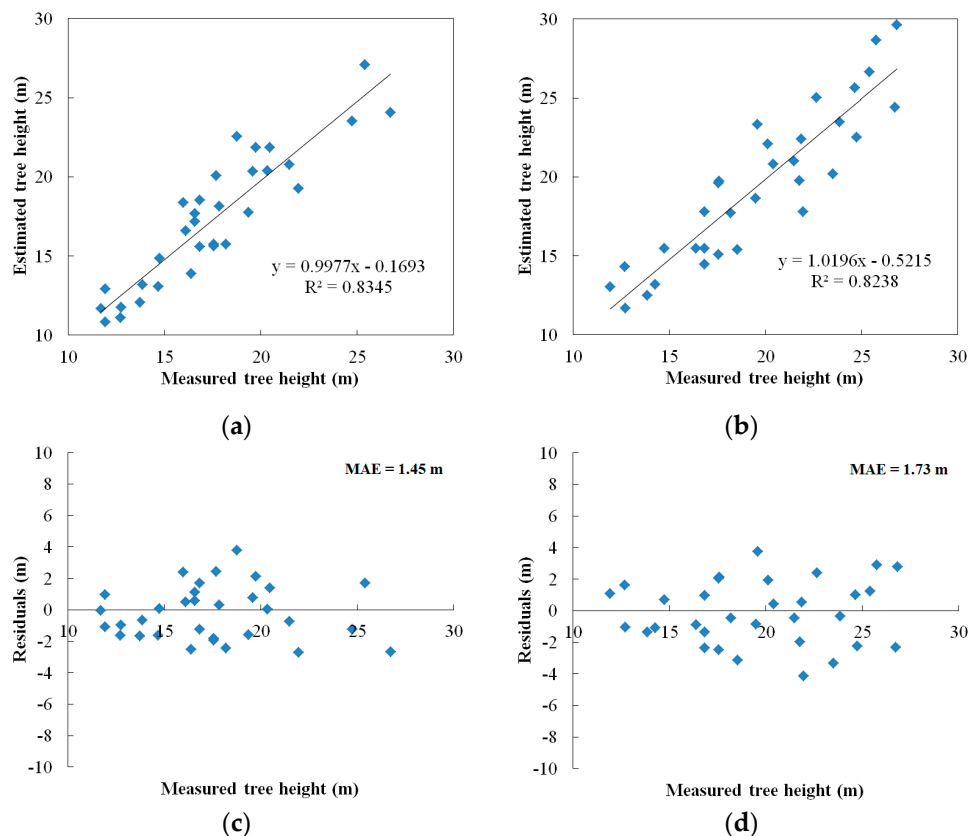 30
25
20
15
10
Estimated tree height (m)
y = 0.9977x - 0.1693
R² = 0.8345
10 15 20 25 30
Measured tree height (m)
(a)
30
25
20
15
10
Estimated tree height (m)
y = 1.0196x - 0.5215
R² = 0.8238
10 15 20 25 30
Measured tree height (m)
(b)
10
8
6
4
2
0
-2
-4
-6
-8
-10
Residuals (m)
MAE = 1.45 m
10 15 20 25 30
Measured tree height (m)
(c)
10
8
6
4
2
0
-2
-4
-6
-8
-10
Residuals (m)
MAE = 1.73 m
10 15 20 25 30
Measured tree height (m)
(d)